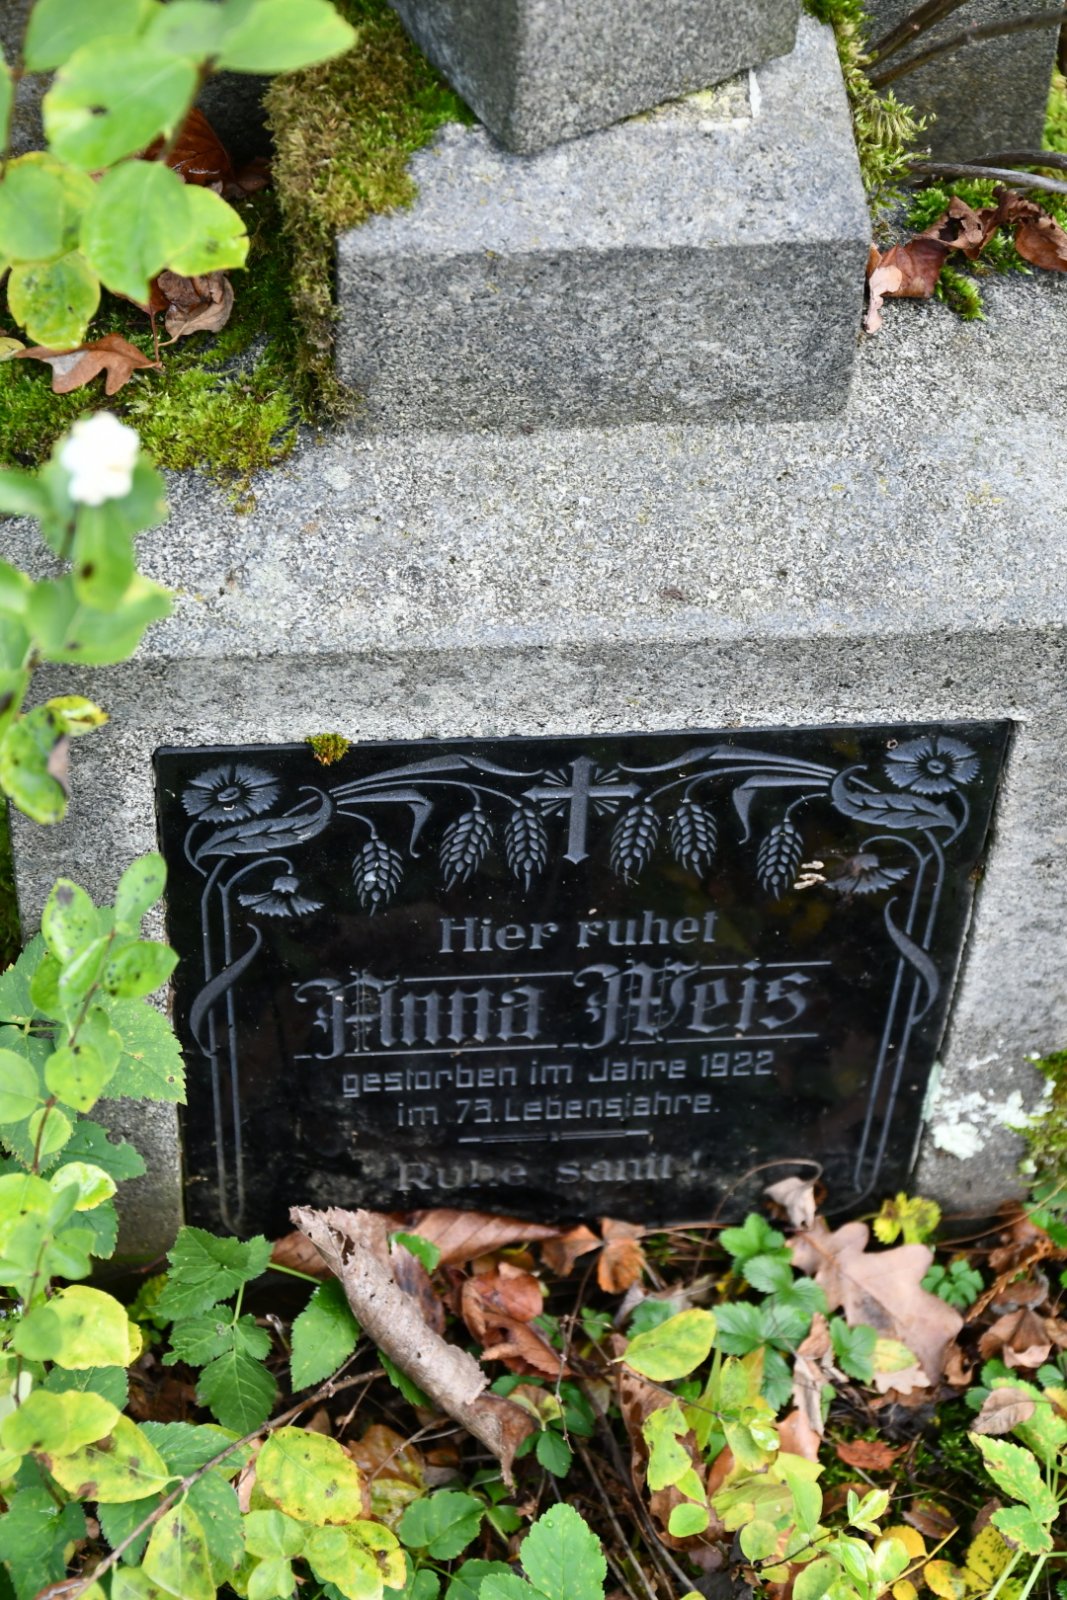 Hier ruhet
Anna Weis
gestorben im Jahre 1922.
im 73. Lebensjahre.
Ruhe sanft!